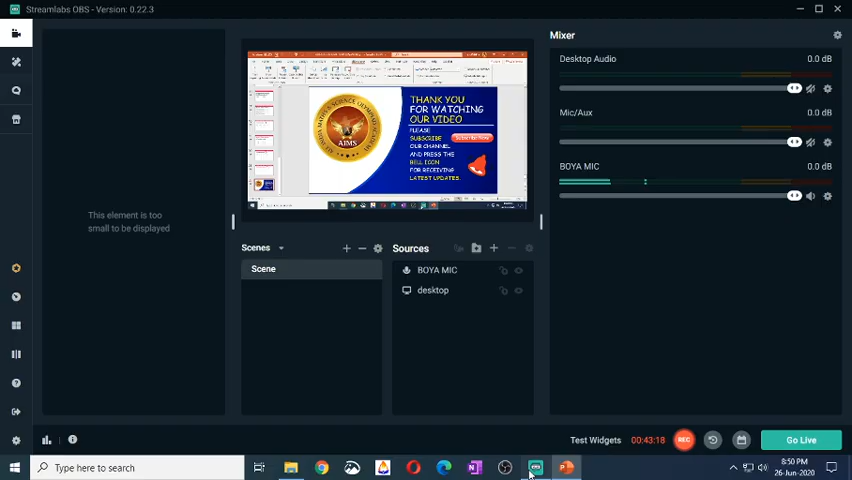 Streamlabs OBS - Version: 0.22.3
This element is too
small to be displayed
THANK YOU
FOR WATCHING
OUR VIDEO
PLEASE
SUBSCRIBE
Subscribe Now
OUR CHANNEL
AND PRESS THE
BELL ICON
FOR RECEIVING
LATEST UPDATES.
AIMS
Scenes
Scene
Sources
BOYA MIC
desktop
Mixer
Desktop Audio 0.0 dB
Mic/Aux 0.0 dB
BOYA MIC 0.0 dB
Test Widgets 00:43:18 REC Go Live
Type here to search
8:50 PM
26-Jun-2020